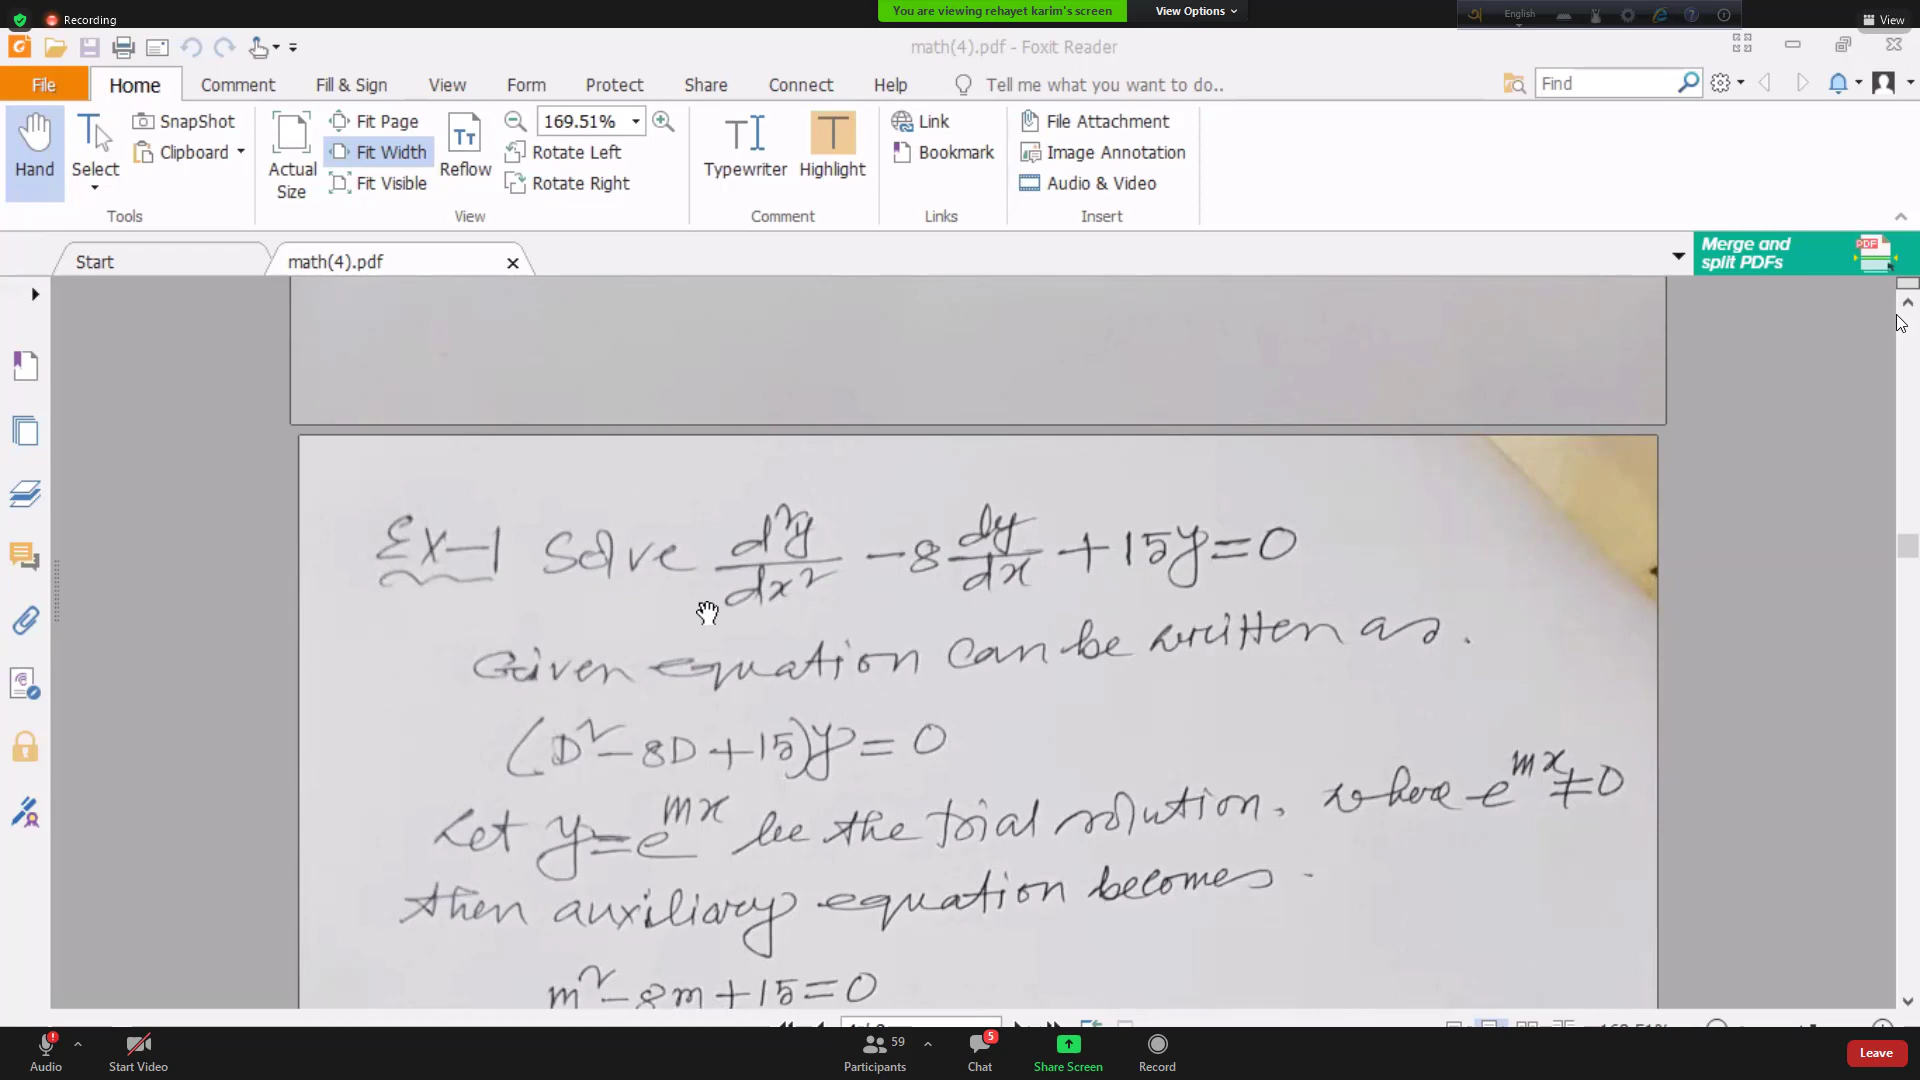 Recording
You are viewing rehayet karim's screen
View Options
English
View
math(4).pdf - Foxit Reader
File
Home
Comment
Fill & Sign
View
Form
Protect
Share
Connect
Help
Tell me what you want to do..
Find
Hand
Select
SnapShot
Clipboard
Tools
Actual
Size
Fit Page
Fit Width
Fit Visible
Reflow
169.51%
Rotate Left
Rotate Right
View
Typewriter
Highlight
Comment
Link
Bookmark
Links
File Attachment
Image Annotation
Audio & Video
Insert
Start
math(4).pdf
Merge and
split PDFs
PDF
Ex-1 Solve d²y/dx² - 8 dy/dx + 15y = 0
Given equation can be written as.
(D² - 8D + 15)y = 0
Let y = e^mx be the trial solution, where e^mx ≠ 0
then auxiliary equation becomes.
m² - 8m + 15 = 0
Audio
Start Video
59
Participants
5
Chat
Share Screen
Record
Leave